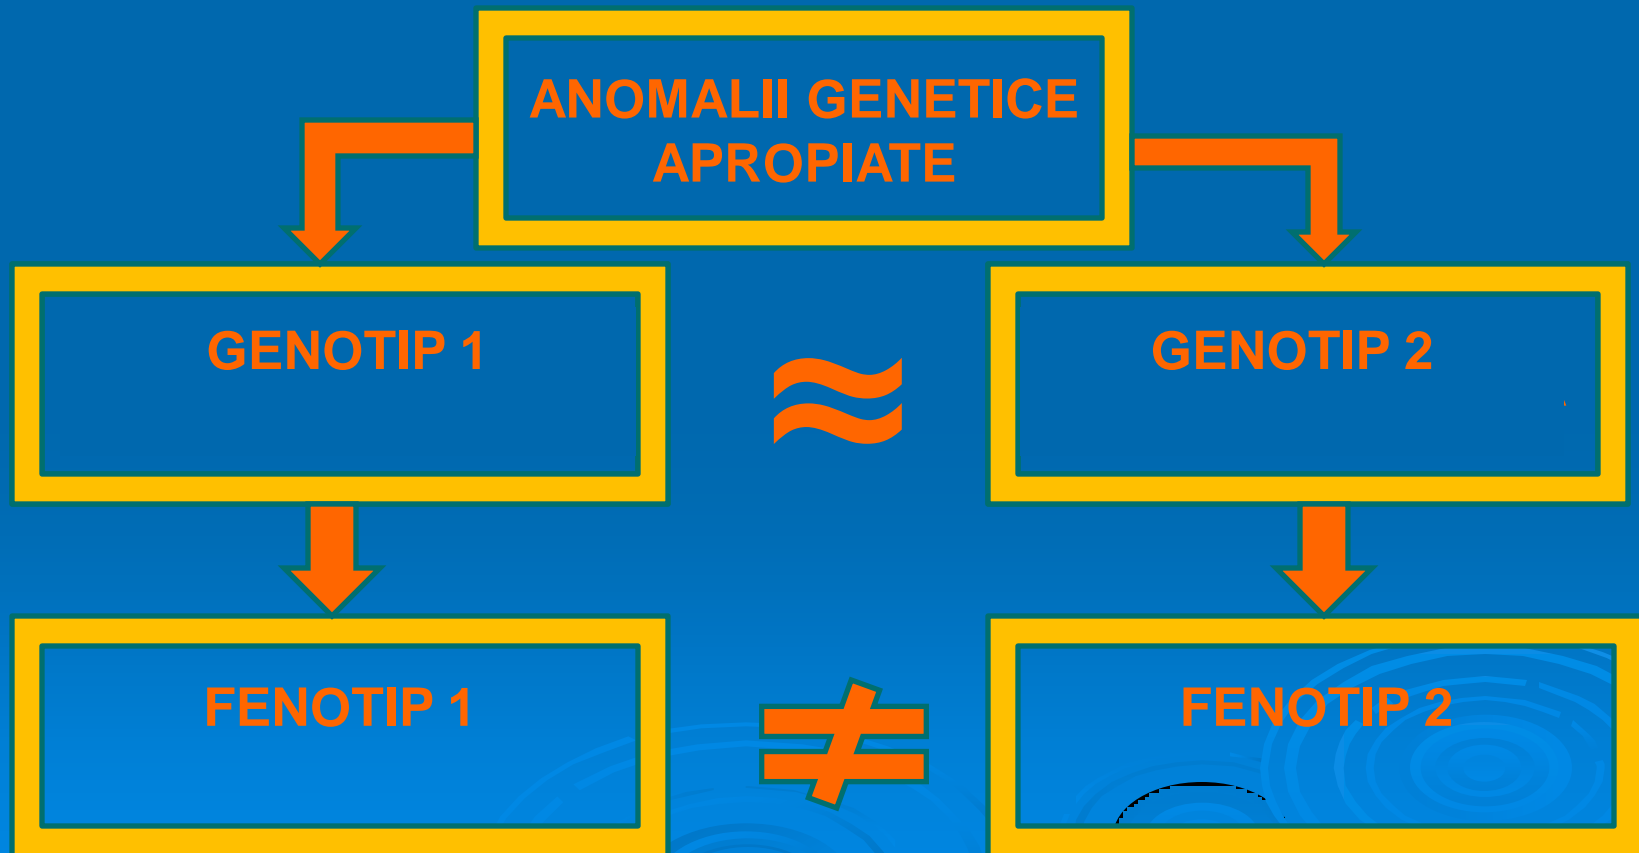 ANOMALII GENETICE
APROPIATE
GENOTIP 1
≈
GENOTIP 2
FENOTIP 1
≠
FENOTIP 2